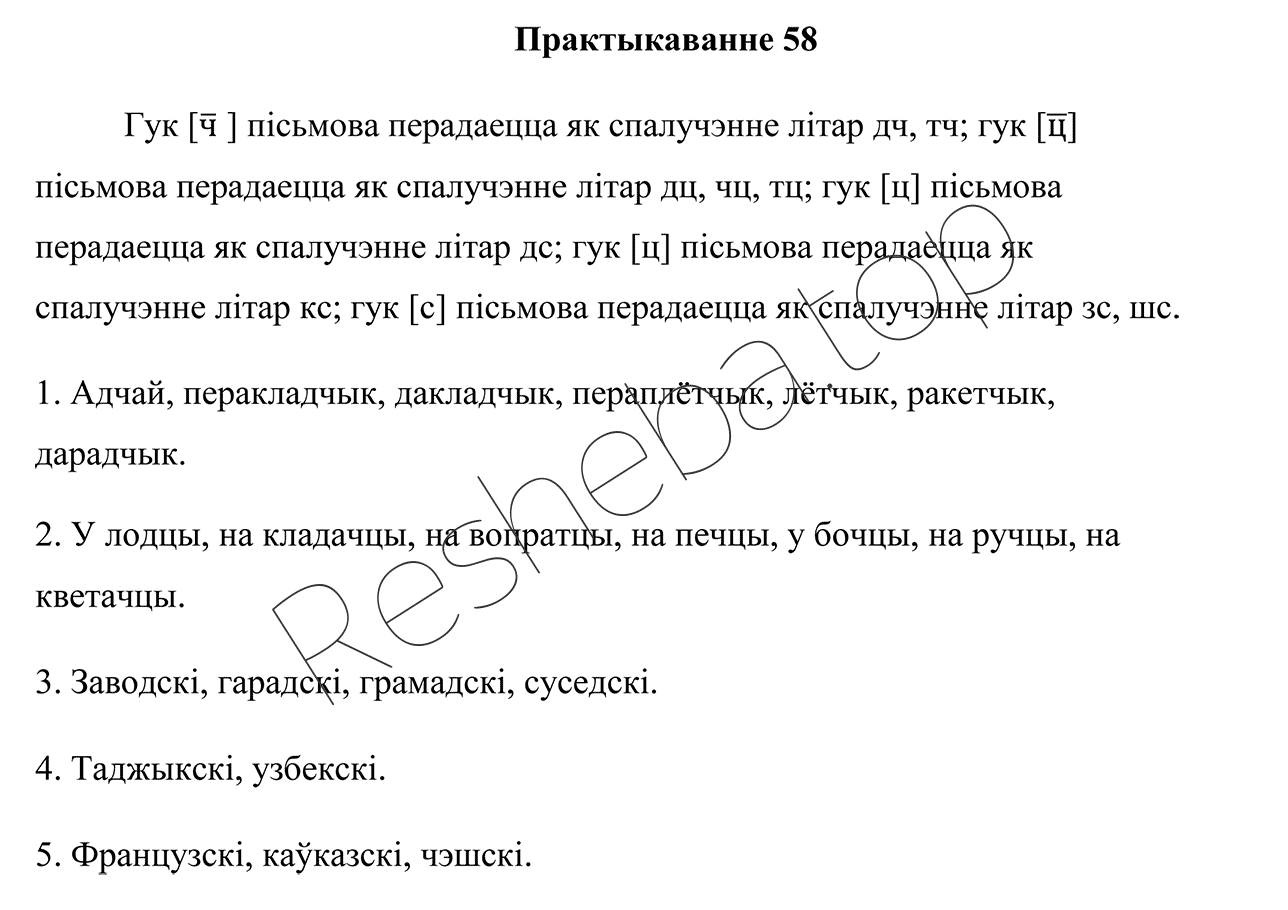 Практыкаванне 58
Гук [ч̅ ] пісьмова перадаецца як спалучэнне літар дч, тч; гук [ц̅]
пісьмова перадаецца як спалучэнне літар дц, чц, тц; гук [ц] пісьмова
перадаецца як спалучэнне літар дс; гук [ц] пісьмова перадаецца як
спалучэнне літар кс; гук [с] пісьмова перадаецца як спалучэнне літар зс, шс.
1. Адчай, перакладчык, дакладчык, пераплётчык, лётчык, ракетчык,
дарадчык.
2. У лодцы, на кладачцы, на вопратцы, на печцы, у бочцы, на ручцы, на
кветачцы.
3. Заводскі, гарадскі, грамадскі, суседскі.
4. Таджыкскі, узбекскі.
5. Французскі, каўказскі, чэшскі.
Resheba.top